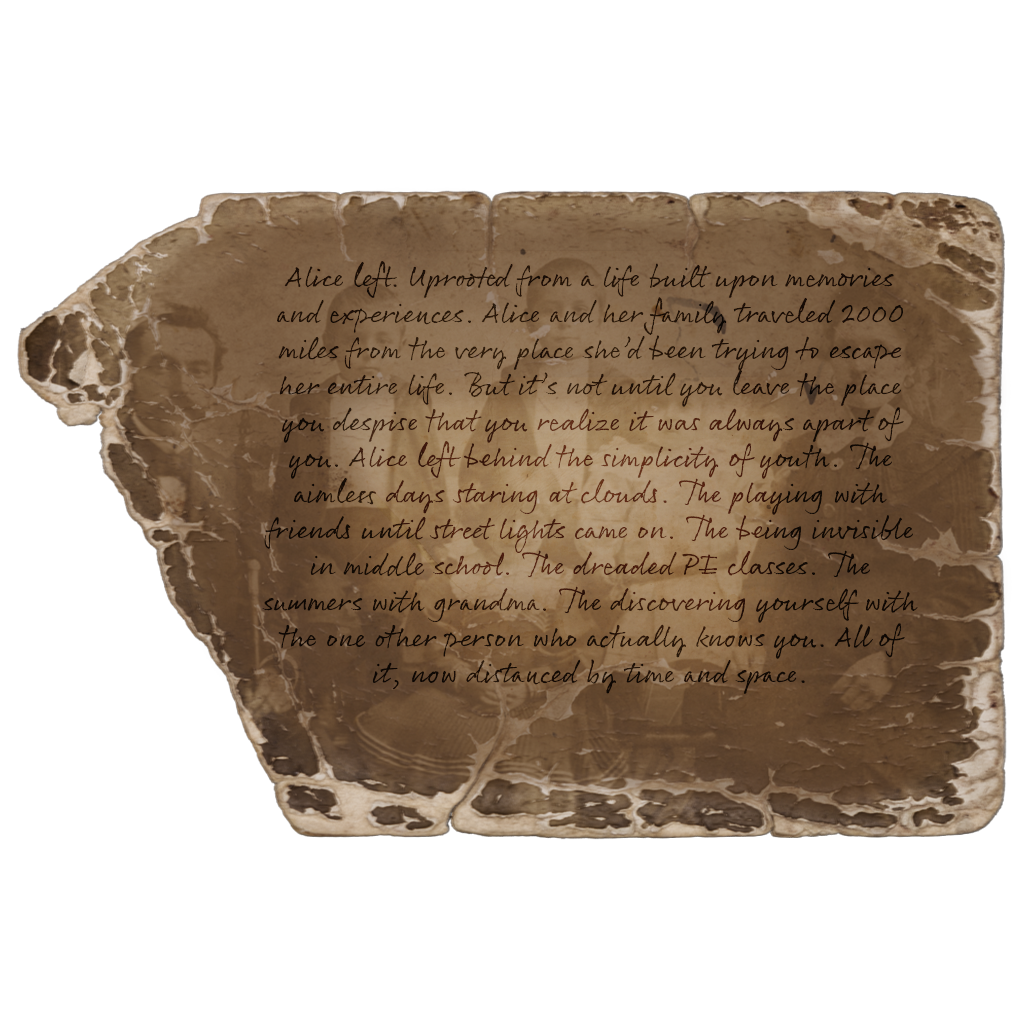 Alice left. Uprooted from a life built upon memories
and experiences. Alice and her family traveled 2000
miles from the very place she'd been trying to escape
her entire life. But it's not until you leave the place
you despise that you realize it was always apart of
you. Alice left behind the simplicity of youth. The
aimless days staring at clouds. The playing with
friends until street lights came on. The being invisible
in middle school. The dreaded PE classes. The
summers with grandma. The discovering yourself with
the one other person who actually knows you. All of
it, now distanced by time and space.